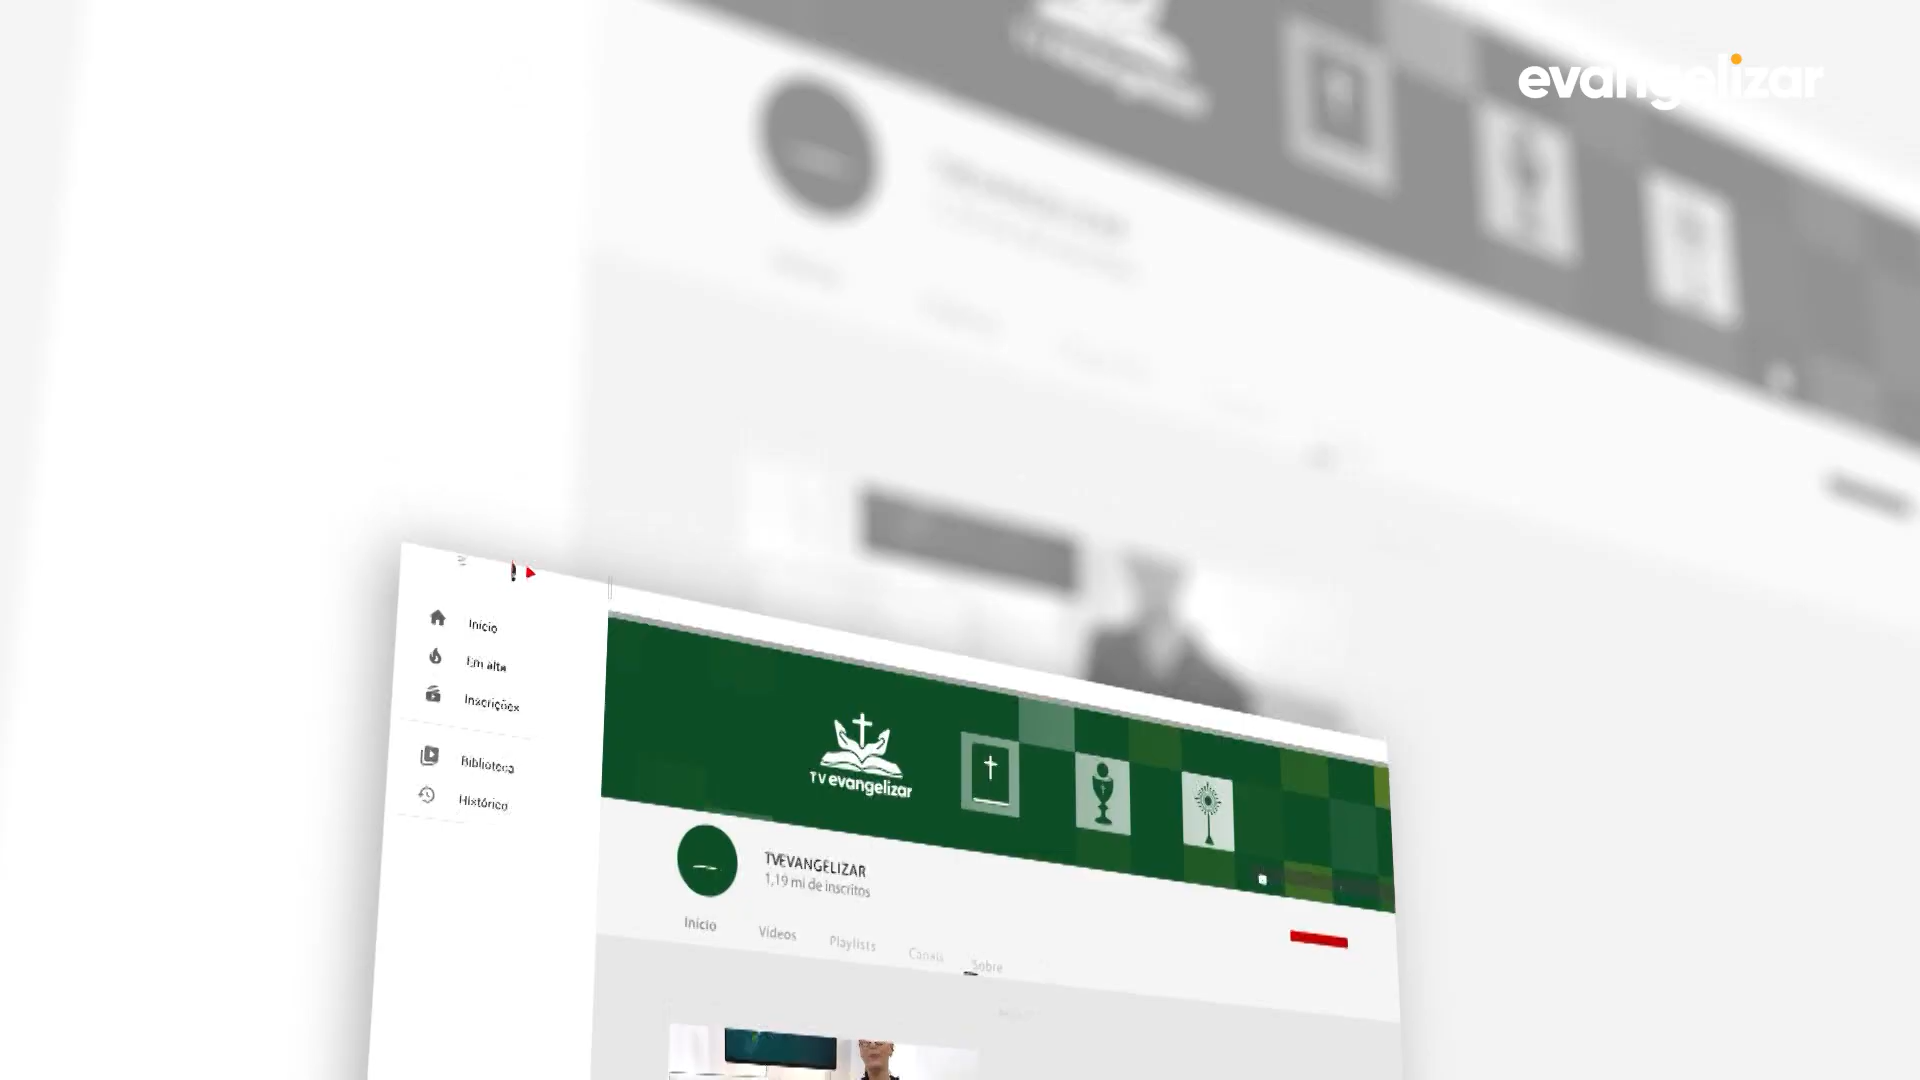 evangelizar
Início
Em alta
Inscrições
Biblioteca
Histórico
TV evangelizar
TVEVANGELIZAR
1,19 mi de inscritos
Início Vídeos Playlists Canais Sobre